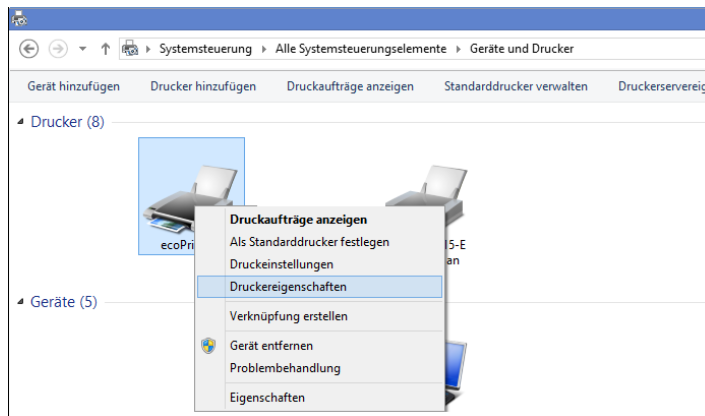 Systemsteuerung Alle Systemsteuerungselemente Geräte und Drucker
Gerät hinzufügen Drucker hinzufügen Druckaufträge anzeigen Standarddrucker verwalten Druckerservereig
Drucker (8)
ecoPri
15-E
an
Druckaufträge anzeigen
Als Standarddrucker festlegen
Druckeinstellungen
Druckereigenschaften
Verknüpfung erstellen
Gerät entfernen
Problembehandlung
Eigenschaften
Geräte (5)